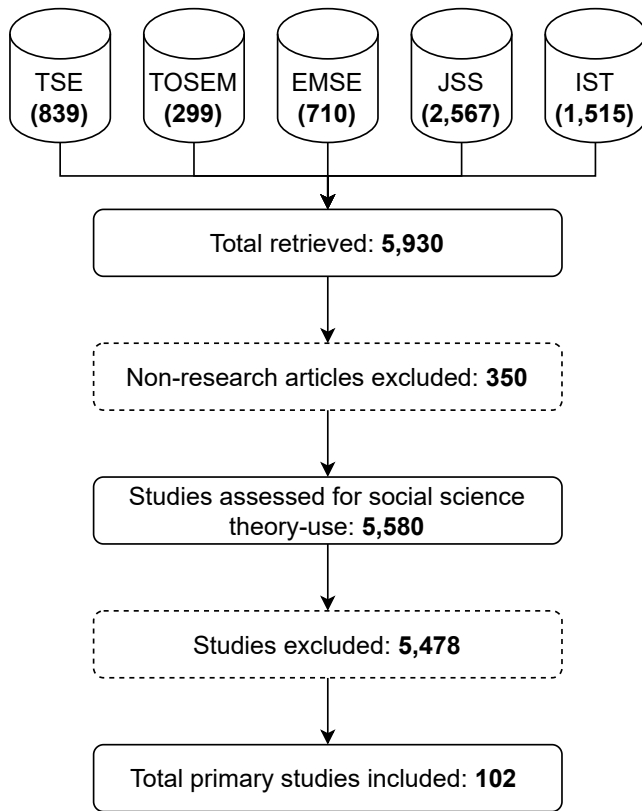 TSE
(839)
TOSEM
(299)
EMSE
(710)
JSS
(2,567)
IST
(1,515)
Total retrieved: 5,930
Non-research articles excluded: 350
Studies assessed for social science
theory-use: 5,580
Studies excluded: 5,478
Total primary studies included: 102